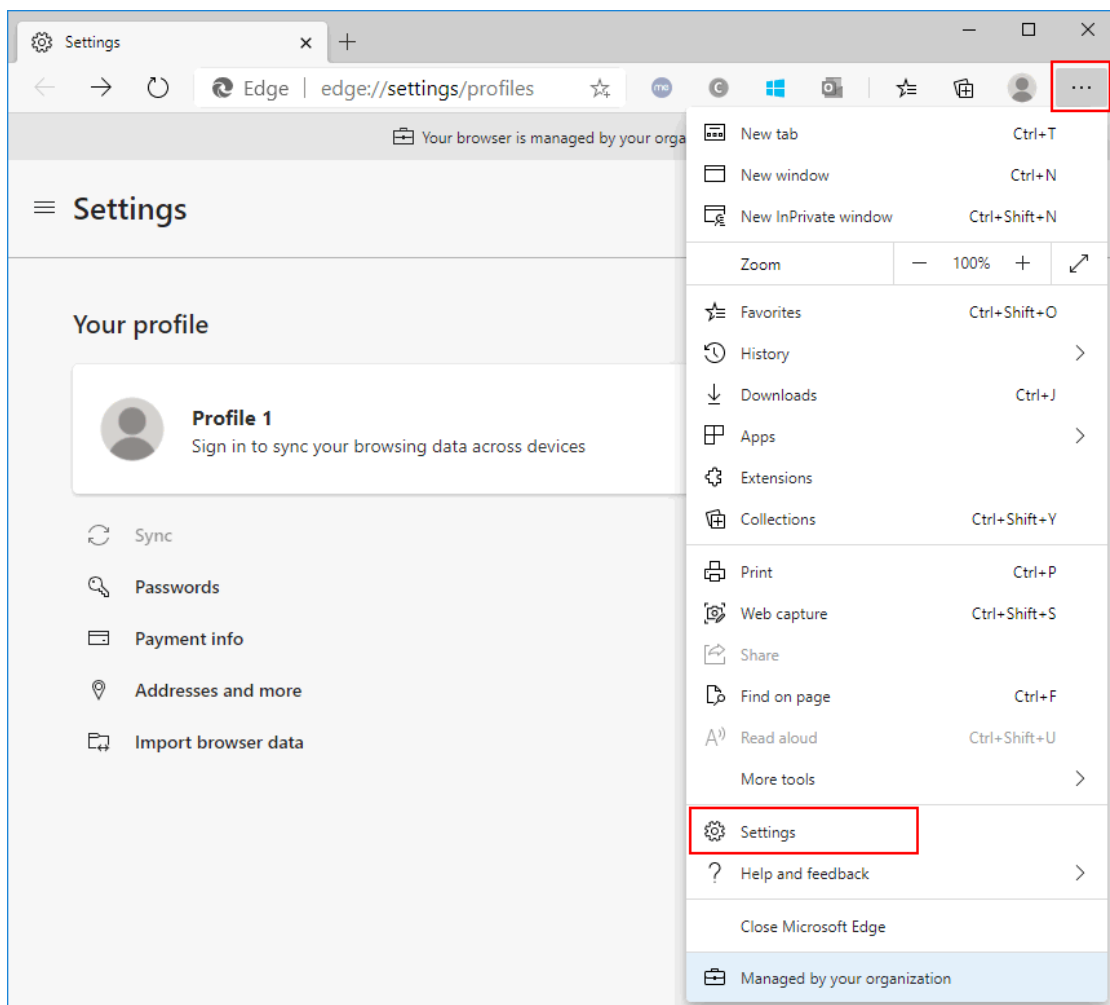 Settings
Edge | edge://settings/profiles
me
C
Your browser is managed by your orga
Settings
Your profile
Profile 1
Sign in to sync your browsing data across devices
Sync
Passwords
Payment info
Addresses and more
Import browser data
New tab Ctrl+T
New window Ctrl+N
New InPrivate window Ctrl+Shift+N
Zoom 100%
Favorites Ctrl+Shift+O
History
Downloads Ctrl+J
Apps
Extensions
Collections Ctrl+Shift+Y
Print Ctrl+P
Web capture Ctrl+Shift+S
Share
Find on page Ctrl+F
Read aloud Ctrl+Shift+U
More tools
Settings
Help and feedback
Close Microsoft Edge
Managed by your organization